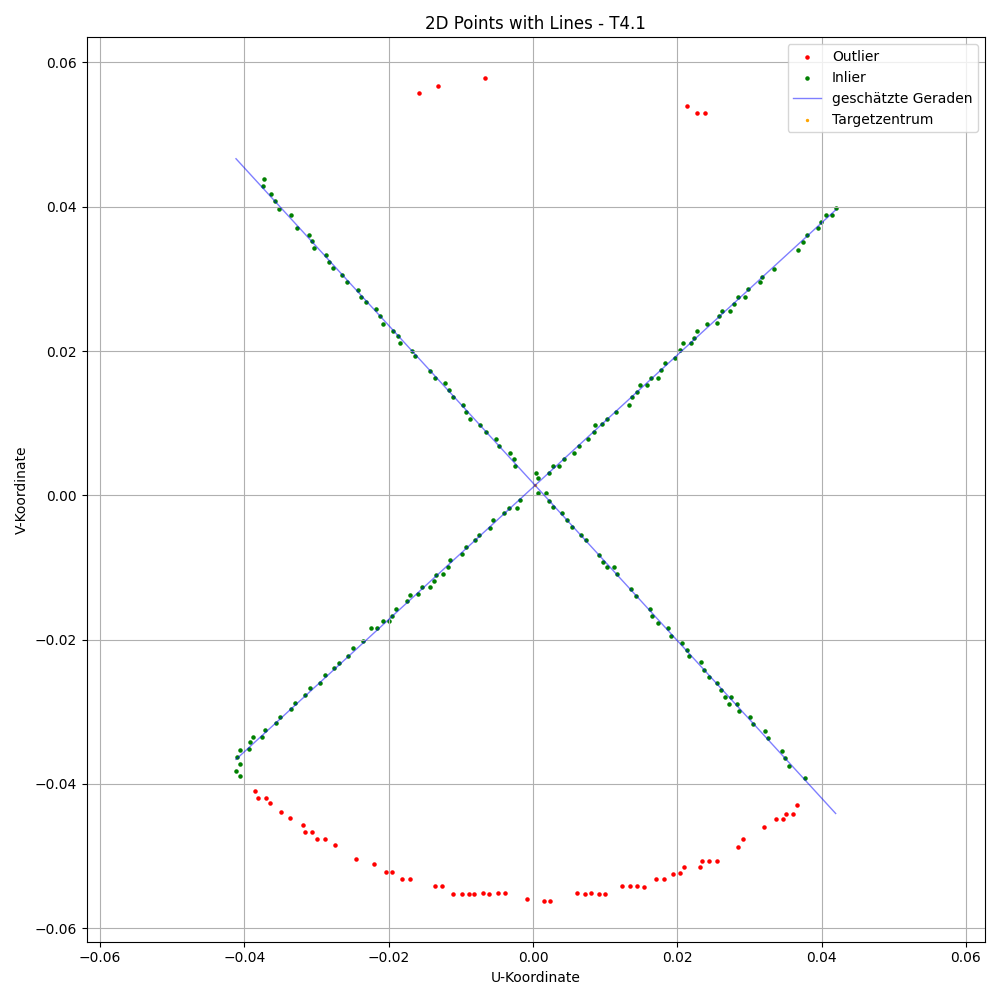 2D Points with Lines - T4.1
Outlier
Inlier
geschätzte Geraden
Targetzentrum
V-Koordinate
0.06
0.04
0.02
0.00
−0.02
−0.04
−0.06
−0.06
−0.04
−0.02
0.00
0.02
0.04
0.06
U-Koordinate